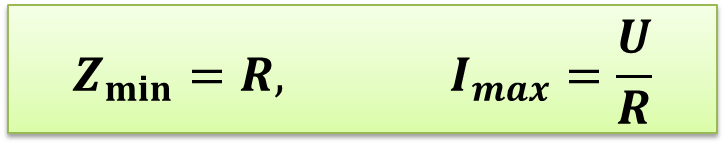 Z_min = R, I_max = U/R